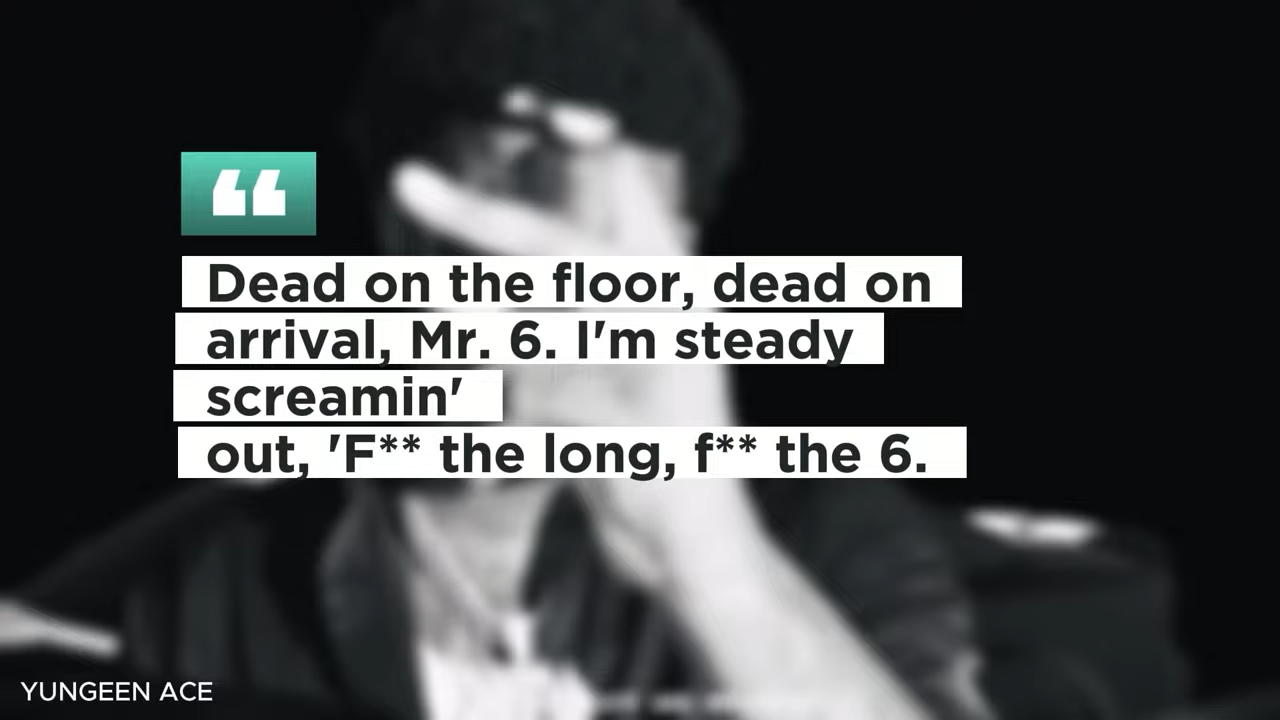 “
Dead on the floor, dead on
arrival, Mr. 6. I'm steady
screamin'
out, 'F** the long, f** the 6.
YUNGEEN ACE